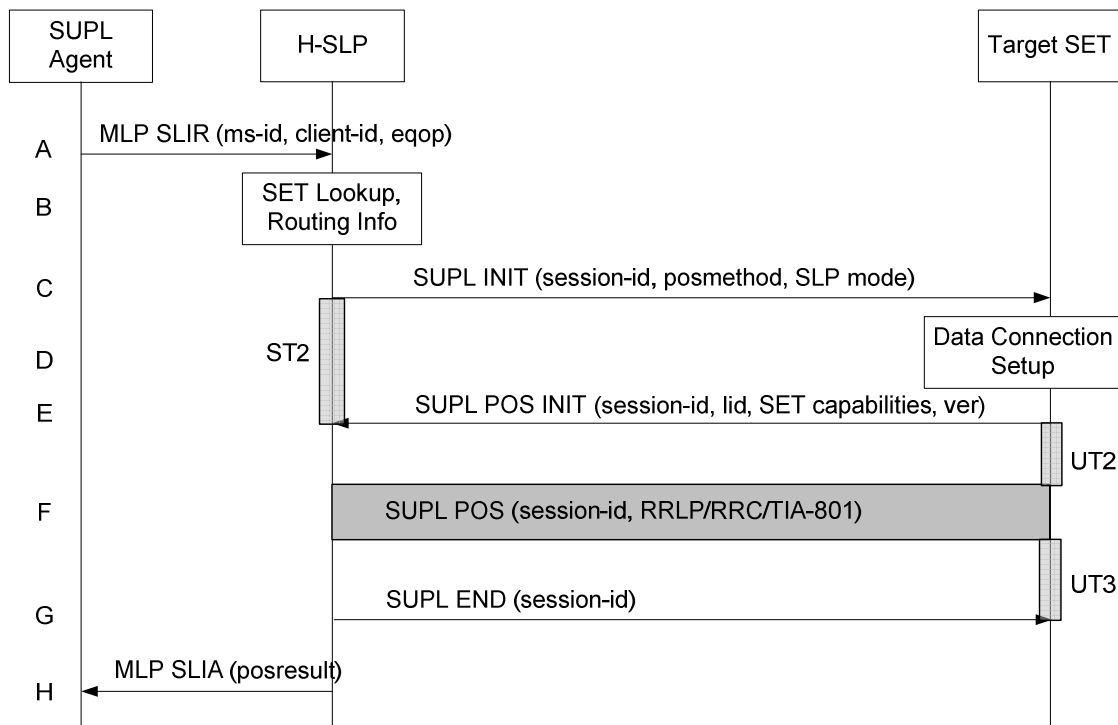 SUPL
Agent
H-SLP
Target SET
A
MLP SLIR (ms-id, client-id, eqop)
B
SET Lookup,
Routing Info
C
SUPL INIT (session-id, posmethod, SLP mode)
D
ST2
Data Connection
Setup
E
SUPL POS INIT (session-id, lid, SET capabilities, ver)
UT2
F
SUPL POS (session-id, RRLP/RRC/TIA-801)
UT3
G
SUPL END (session-id)
H
MLP SLIA (posresult)